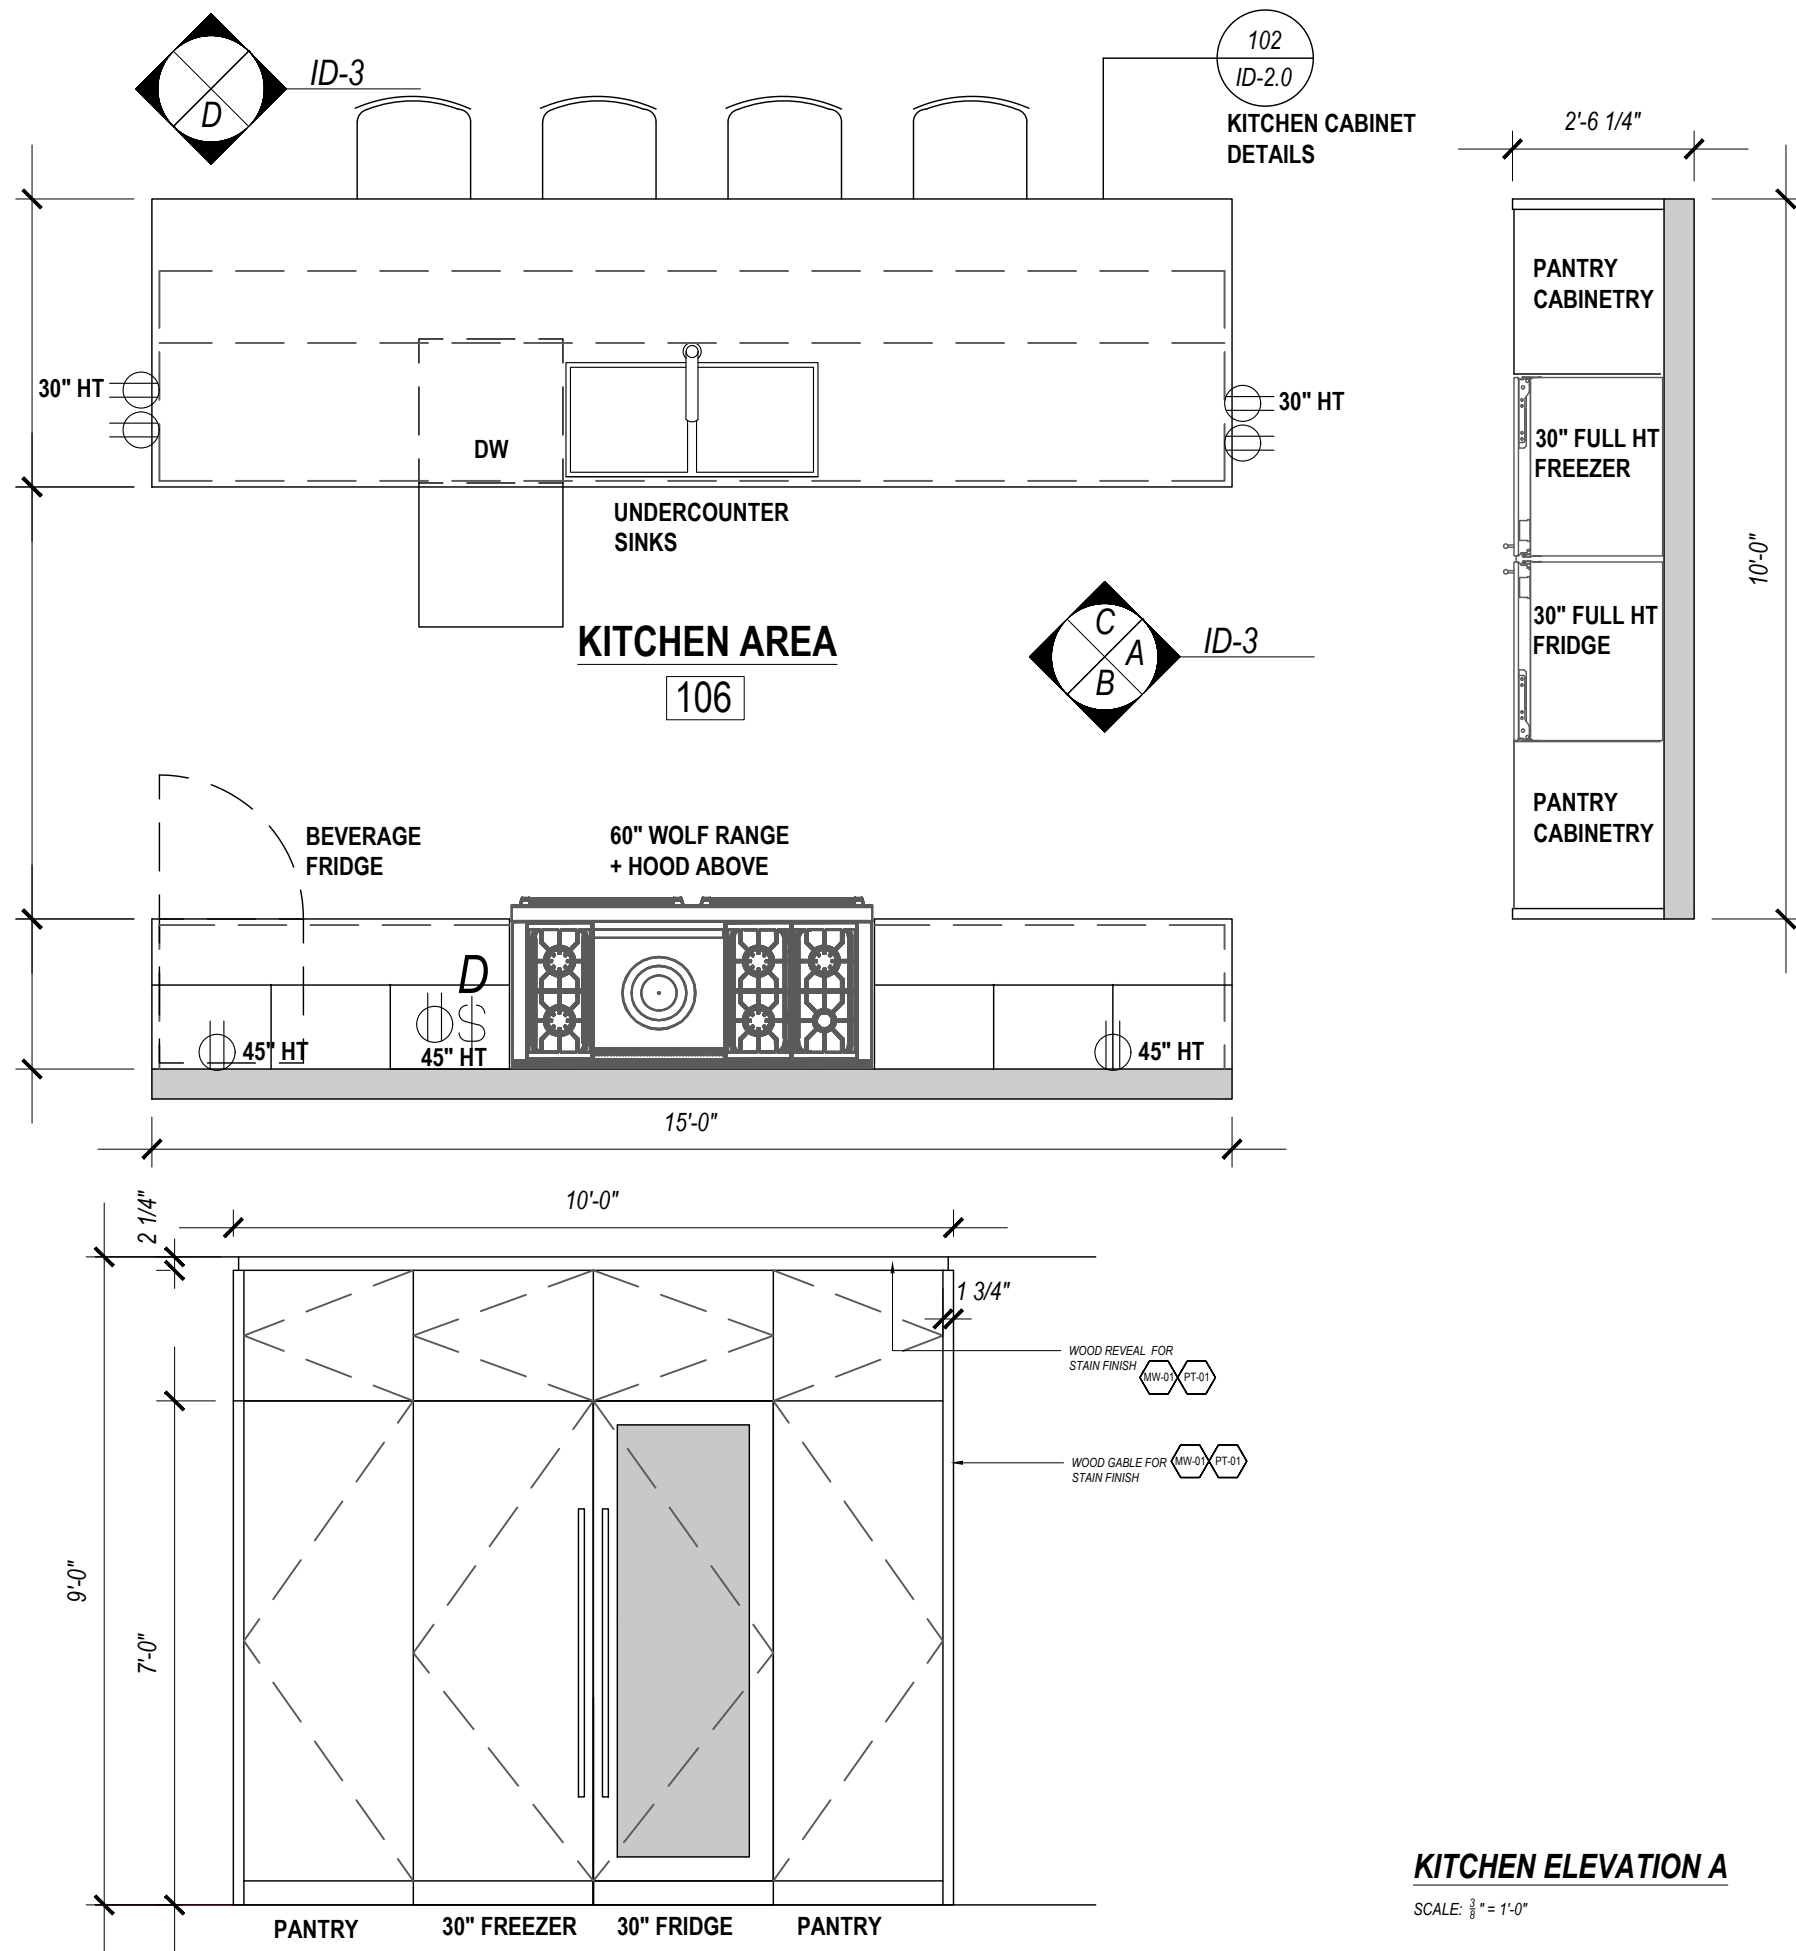 ID-3
D
102
ID-2.0
KITCHEN CABINET
DETAILS
2'-6 1/4"
PANTRY
CABINETRY
30" HT
30" HT
DW
30" FULL HT
FREEZER
UNDERCOUNTER
SINKS
10'-0"
KITCHEN AREA
106
C
A
B
ID-3
30" FULL HT
FRIDGE
BEVERAGE
FRIDGE
60" WOLF RANGE
+ HOOD ABOVE
PANTRY
CABINETRY
D
S
45" HT
45" HT
45" HT
15'-0"
2 1/4"
10'-0"
1 3/4"
WOOD REVEAL FOR
STAIN FINISH
MW-01 PT-01
WOOD GABLE FOR
STAIN FINISH
MW-01 PT-01
9'-0"
7'-0"
PANTRY
30" FREEZER
30" FRIDGE
PANTRY
KITCHEN ELEVATION A
SCALE: 3/8" = 1'-0"